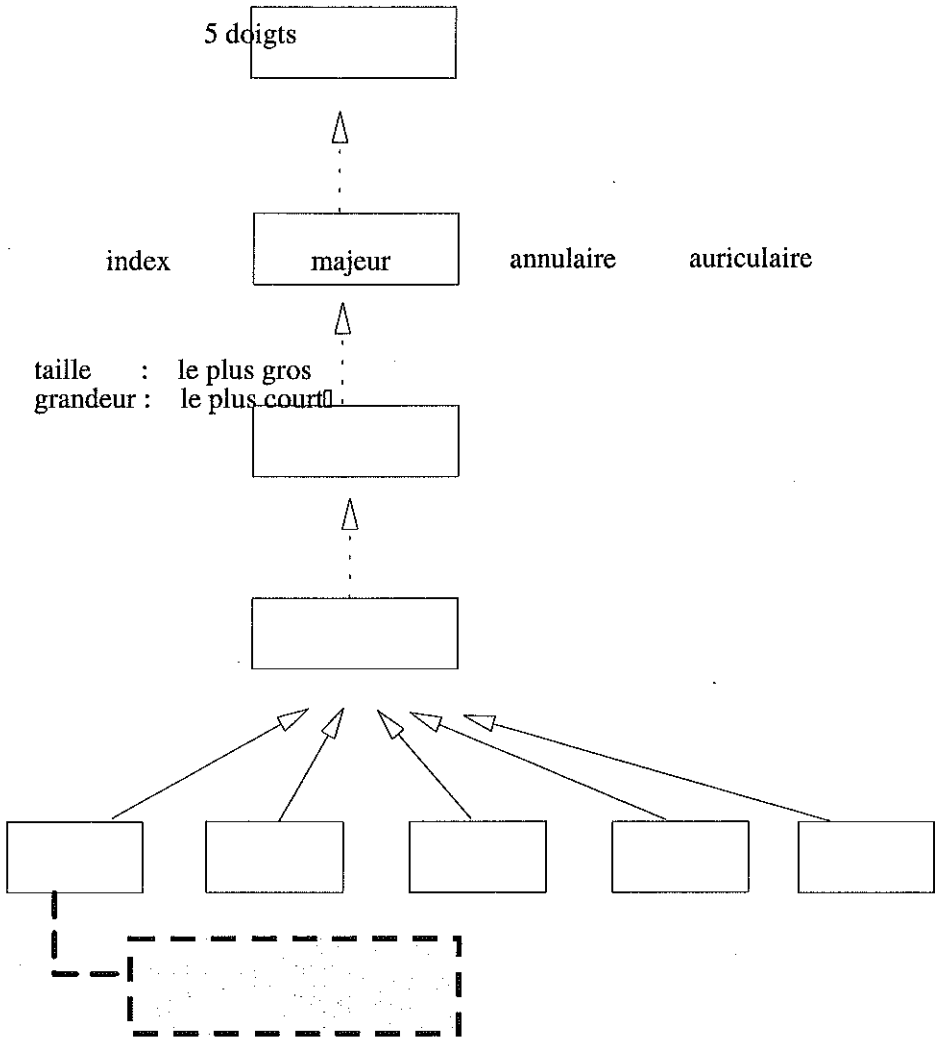 5 doigts
index majeur annulaire auriculaire
taille : le plus gros
grandeur : le plus court